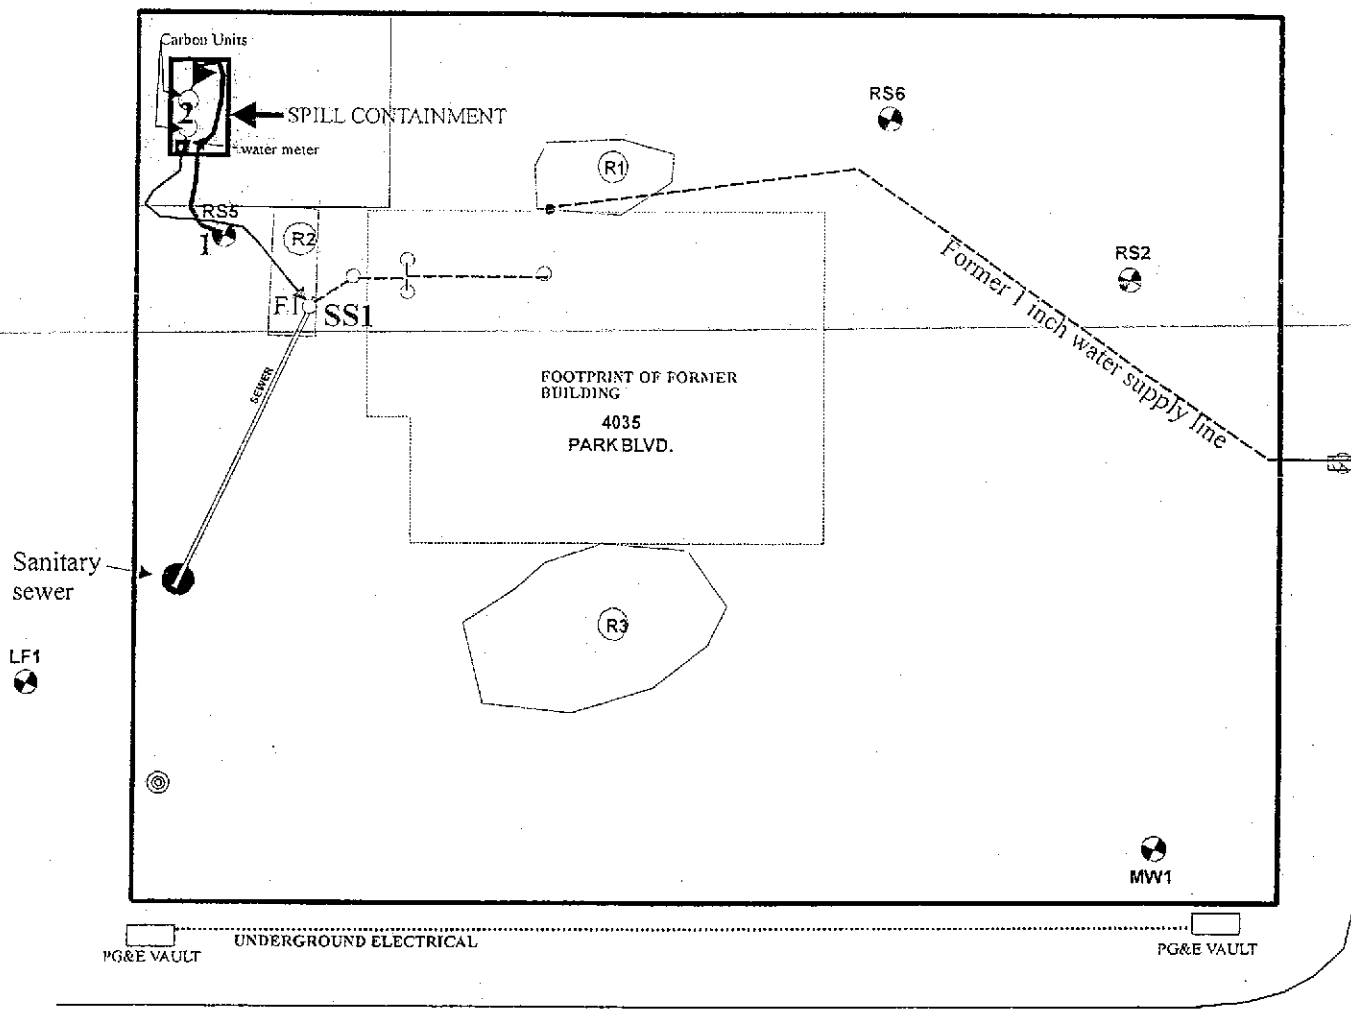 Carbon Units
2
SPILL CONTAINMENT
water meter
RS6
R1
RS5
1
R2
RS2
Former 1 inch water supply line
SS1
SEWER
FOOTPRINT OF FORMER
BUILDING
4035
PARK BLVD.
Sanitary
sewer
R3
LF1
MW1
UNDERGROUND ELECTRICAL
PG&E VAULT
PG&E VAULT